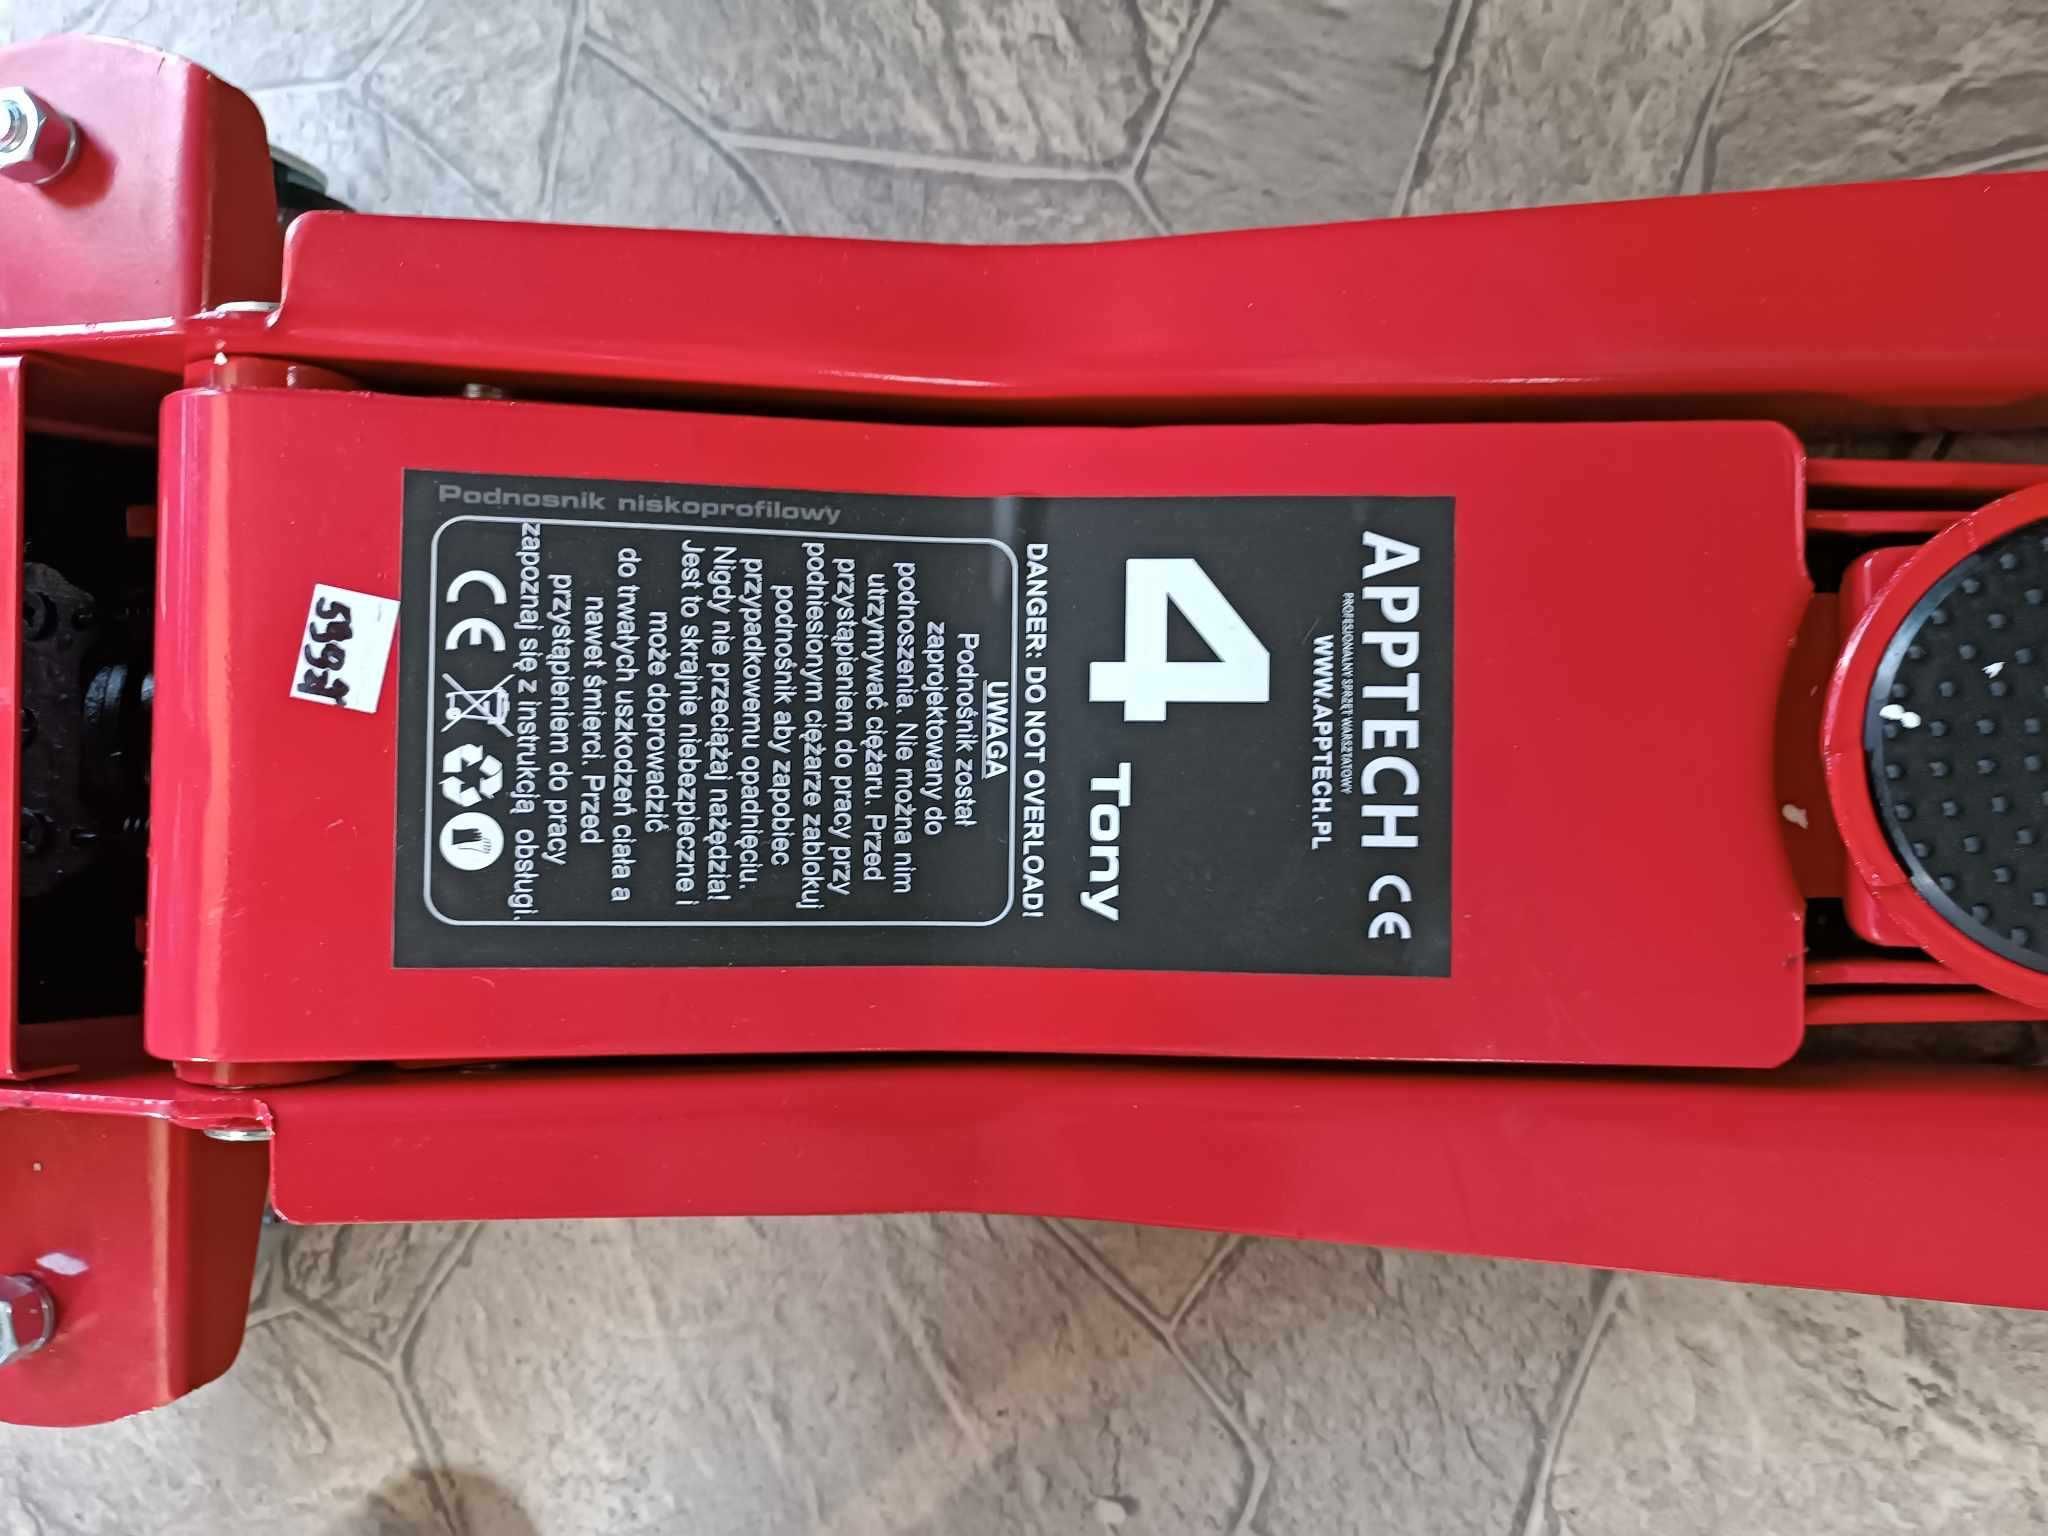 APPTECH CE
PROFESJONALNY SPRZĘT WARSZTATOWY
WWW.APPTECH.PL
4 Tony
DANGER: DO NOT OVERLOAD!
UWAGA
Podnośnik został
zaprojektowany do
podnoszenia. Nie można nim
utrzymywać ciężaru. Przed
przystąpieniem do pracy przy
podniesionym ciężarze zablokuj
podnośnik aby zapobiec
przypadkowemu opadnięciu.
Nigdy nie przeciążaj nażędzia!
Jest to skrajnie niebezpieczne i
może doprowadzić
do trwałych uszkodzeń ciała a
nawet śmierci. Przed
przystąpieniem do pracy
zapoznaj się z instrukcją obsługi.
CE
Podnosnik niskoprofilowy